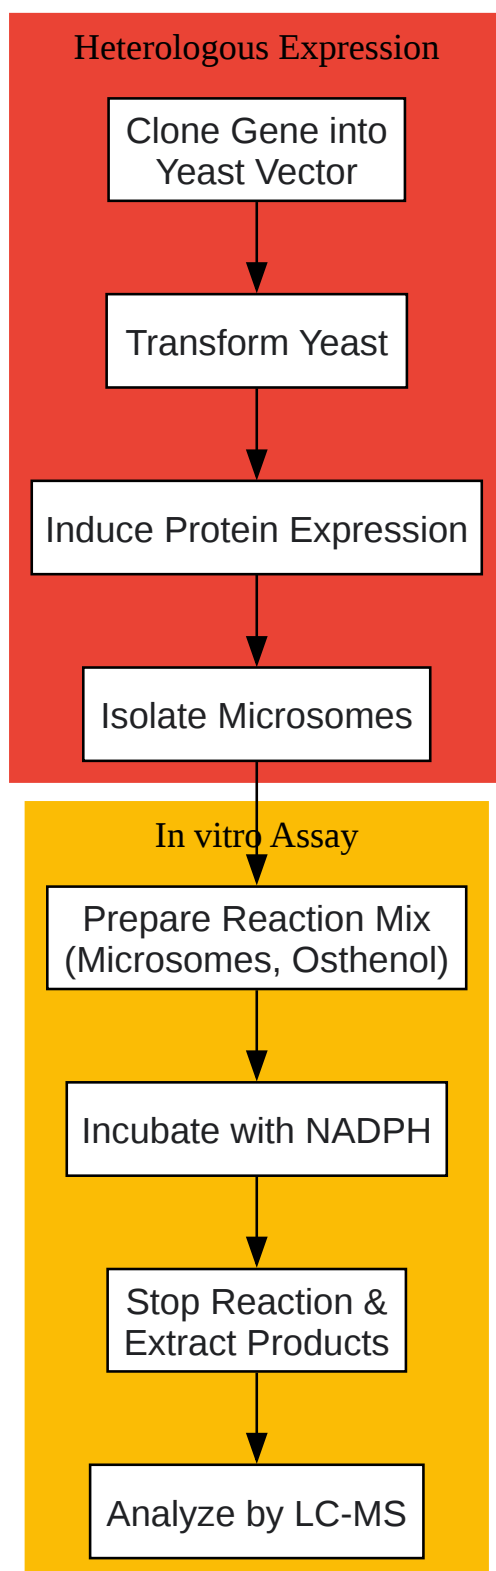 Heterologous Expression
Clone Gene into
Yeast Vector
Transform Yeast
Induce Protein Expression
Isolate Microsomes
In vitro Assay
Prepare Reaction Mix
(Microsomes, Osthenol)
Incubate with NADPH
Stop Reaction &
Extract Products
Analyze by LC-MS